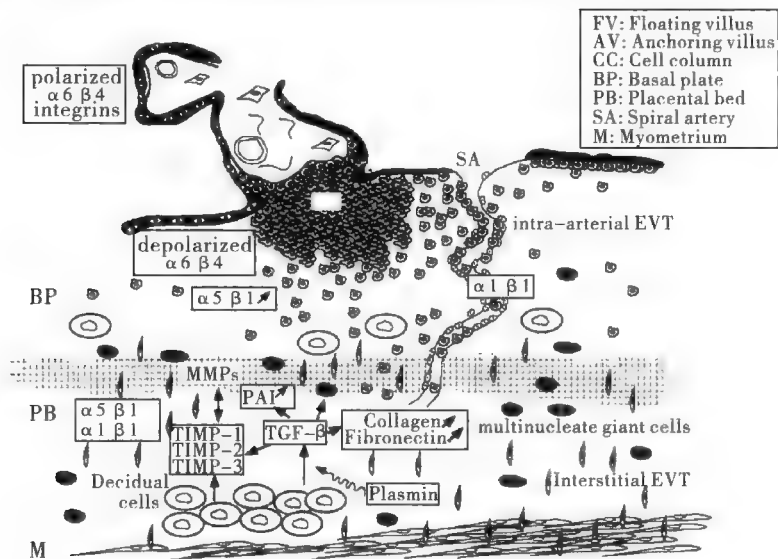 FV: Floating villus
AV: Anchoring villus
CC: Cell column
BP: Basal plate
PB: Placental bed
SA: Spiral artery
M: Myometrium
polarized
α6 β4
integrins
SA
intra-arterial EVT
depolarized
α6 β4
α5 β1
α1 β1
BP
MMPs
PAI
PB
α5 β1
α1 β1
TIMP-1
TIMP-2
TIMP-3
TGF-β
Collagen
Fibronectin
multinucleate giant cells
Decidual
cells
Plasmin
Interstitial EVT
M